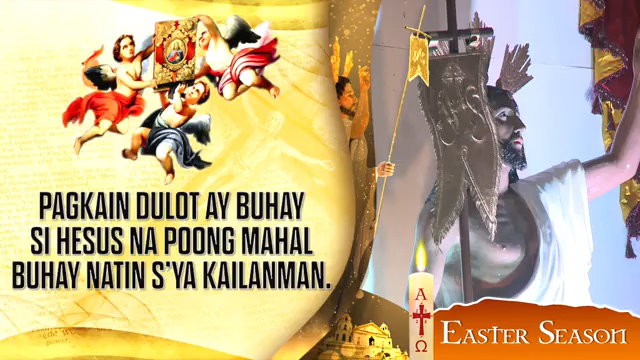 PAGKAIN DULOT AY BUHAY
SI HESUS NA POONG MAHAL
BUHAY NATIN S'YA KAILANMAN.
Α
Ω
EASTER SEASON